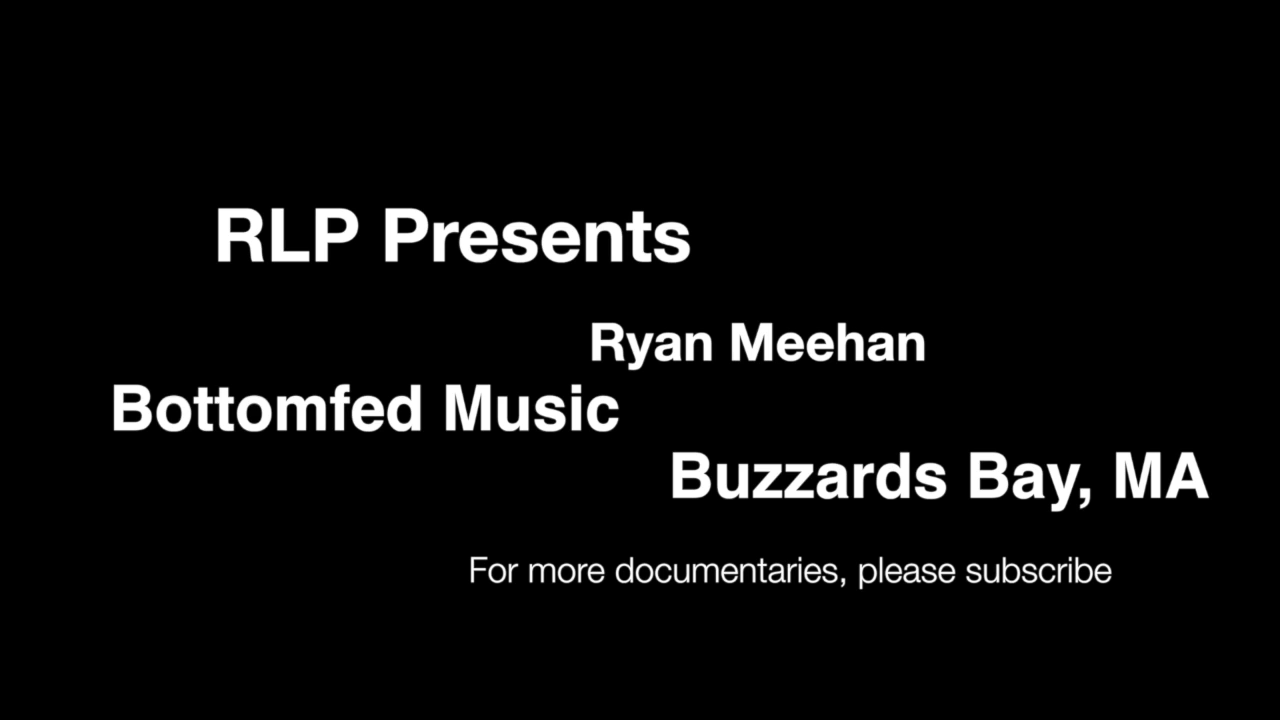 RLP Presents
Ryan Meehan
Bottomfed Music
Buzzards Bay, MA
For more documentaries, please subscribe